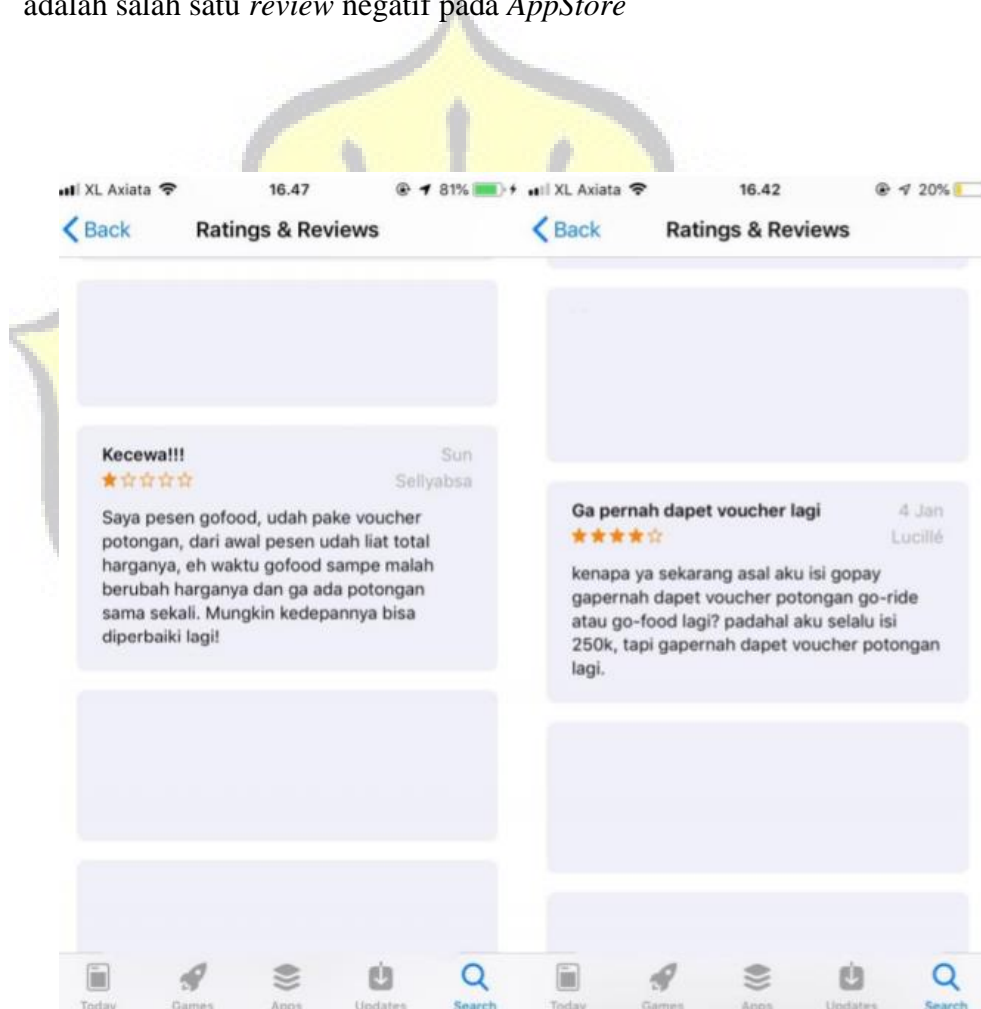 adalah salah satu review negatif pada AppStore
XL Axiata 16.47 81%
Back Ratings & Reviews
Kecewa!!! Sun
Sellyabsa
Saya pesen gofood, udah pake voucher
potongan, dari awal pesen udah liat total
harganya, eh waktu gofood sampe malah
berubah harganya dan ga ada potongan
sama sekali. Mungkin kedepannya bisa
diperbaiki lagi!
Today Games Apps Updates Search
XL Axiata 16.42 20%
Back Ratings & Reviews
Ga pernah dapet voucher lagi 4 Jan
Lucillé
kenapa ya sekarang asal aku isi gopay
gapernah dapet voucher potongan go-ride
atau go-food lagi? padahal aku selalu isi
250k, tapi gapernah dapet voucher potongan
lagi.
Today Games Apps Updates Search